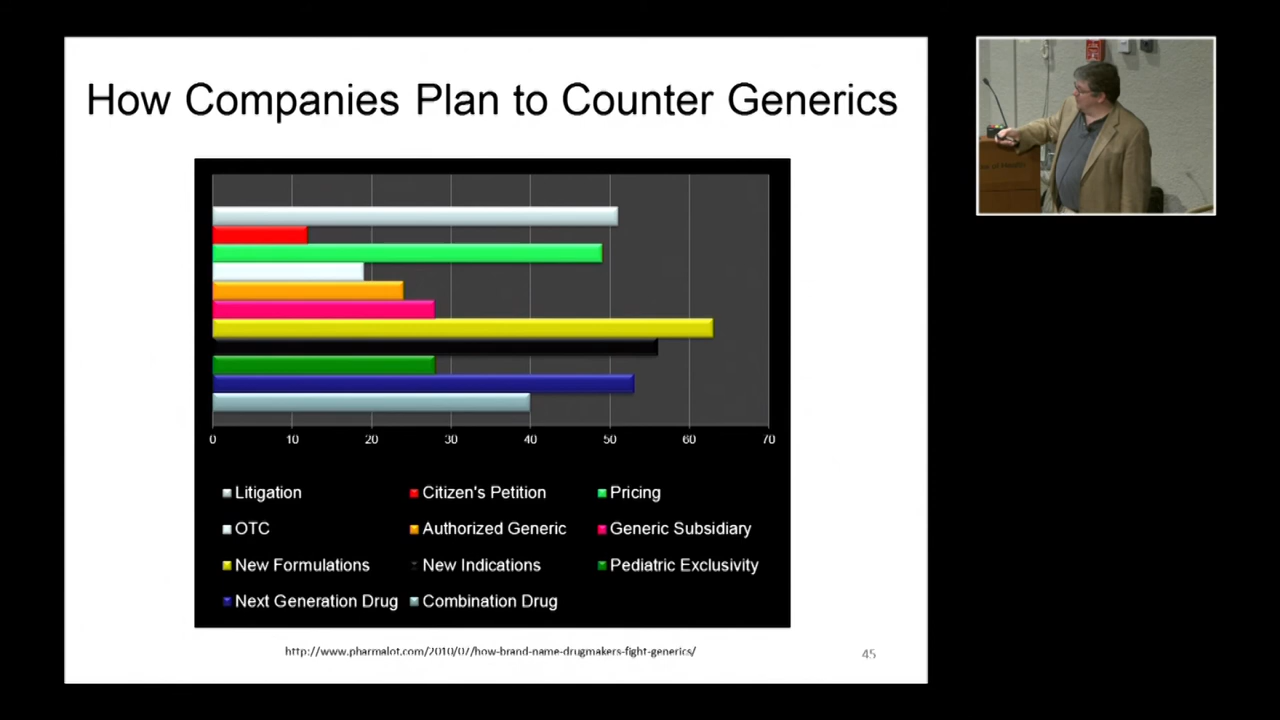 How Companies Plan to Counter Generics
0 10 20 30 40 50 60 70
Litigation Citizen's Petition Pricing
OTC Authorized Generic Generic Subsidiary
New Formulations New Indications Pediatric Exclusivity
Next Generation Drug Combination Drug
http://www.pharmalot.com/2010/07/how-brand-name-drugmakers-fight-generics/
45